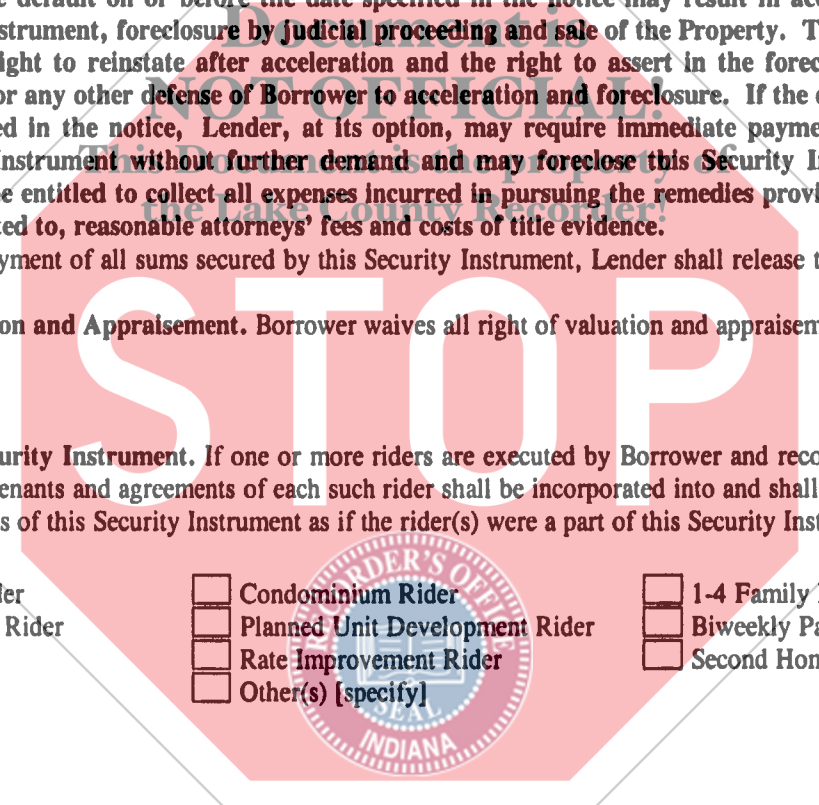 default on or before the date specified in the notice may result in acc
Document is
strument, foreclosure by judicial proceeding and sale of the Property. T
ight to reinstate after acceleration and the right to assert in the forec
NOT OFFICIAL!
or any other defense of Borrower to acceleration and foreclosure. If the
ed in the notice, Lender, at its option, may require immediate payme
This Document is the property of
Instrument without further demand and may foreclose this Security I
e entitled to collect all expenses incurred in pursuing the remedies provi
the Lake County Recorder!
ed to, reasonable attorneys' fees and costs of title evidence.
yment of all sums secured by this Security Instrument, Lender shall release t
on and Appraisement. Borrower waives all right of valuation and appraisem
STOP
urity Instrument. If one or more riders are executed by Borrower and reco
enants and agreements of each such rider shall be incorporated into and shall
s of this Security Instrument as if the rider(s) were a part of this Security Inst
RECORDER'S OFFICE
der Condominium Rider 1-4 Family
Rider Planned Unit Development Rider Biweekly Pa
Rate Improvement Rider Second Hom
Other(s) [specify]
SEAL
INDIANA